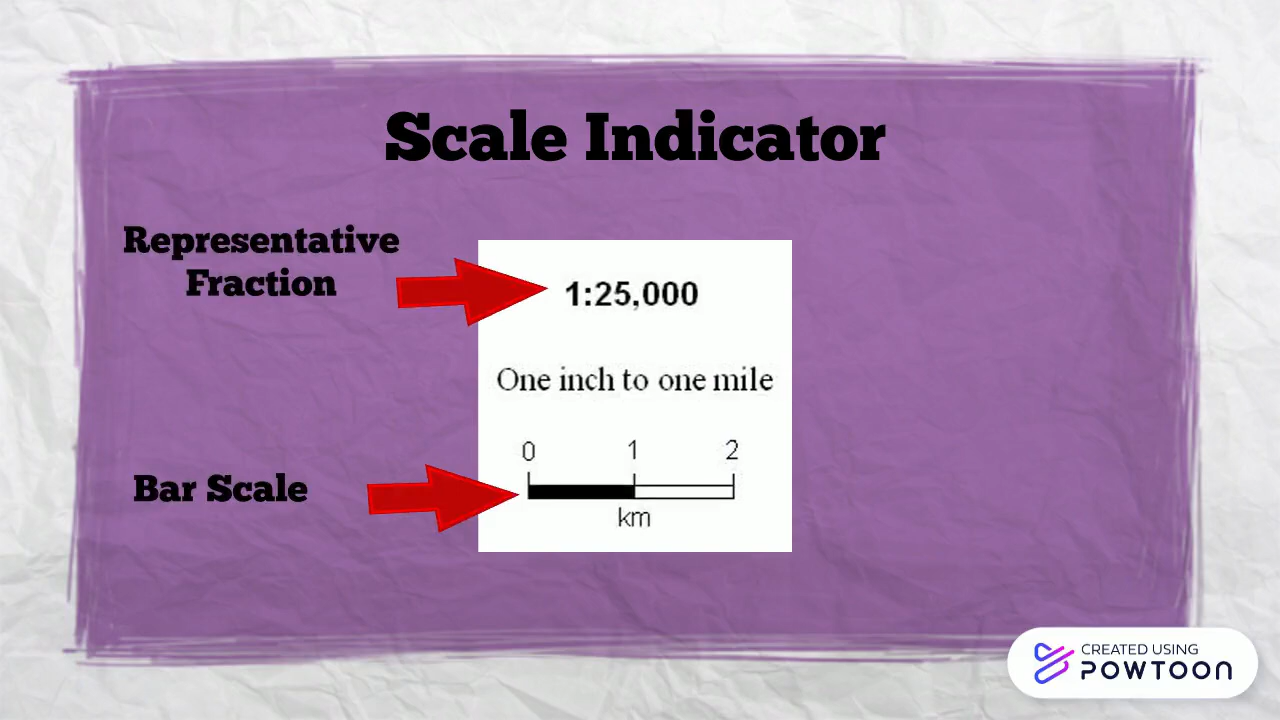 Scale Indicator
Representative
Fraction
1:25,000
One inch to one mile
0 1 2
Bar Scale
km
CREATED USING
POWTOON